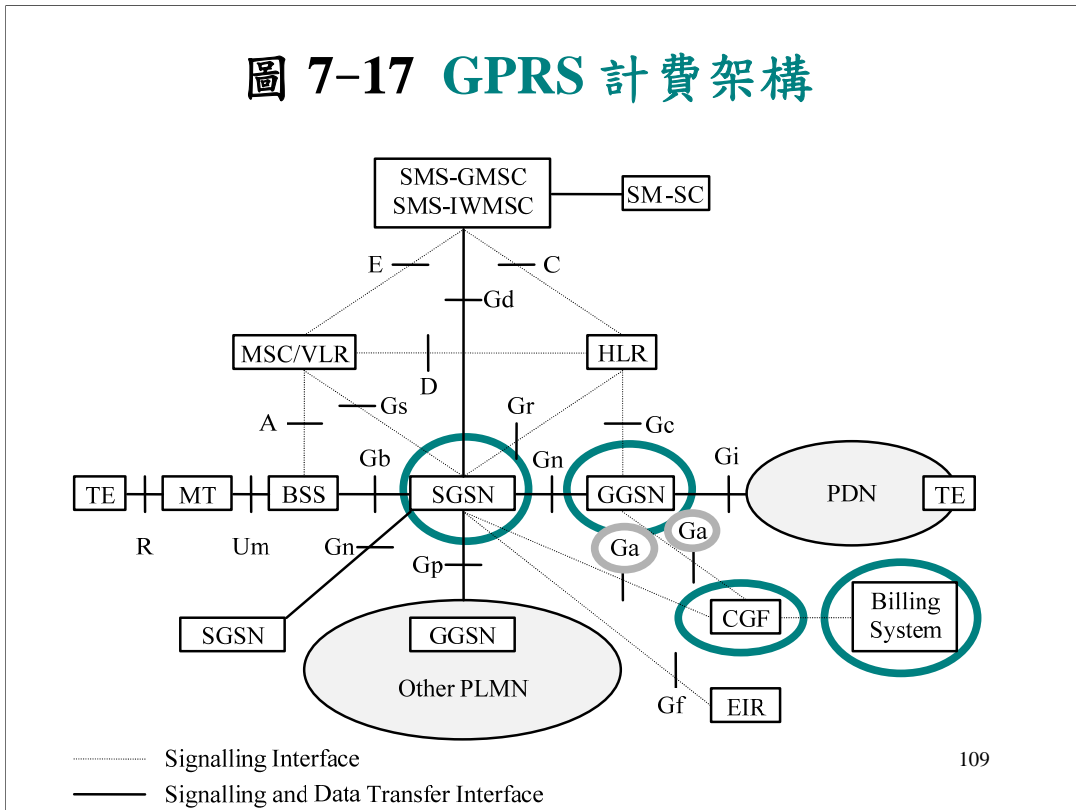 圖 7-17 GPRS 計費架構
SMS-GMSC
SMS-IWMSC
SM-SC
E
C
Gd
MSC/VLR
HLR
D
Gs
Gr
A
Gc
Gb
Gn
Gi
TE
MT
BSS
SGSN
GGSN
PDN
TE
R
Um
Gn
Gp
Ga
Ga
SGSN
GGSN
CGF
Billing
System
Other PLMN
Gf
EIR
Signalling Interface
109
Signalling and Data Transfer Interface